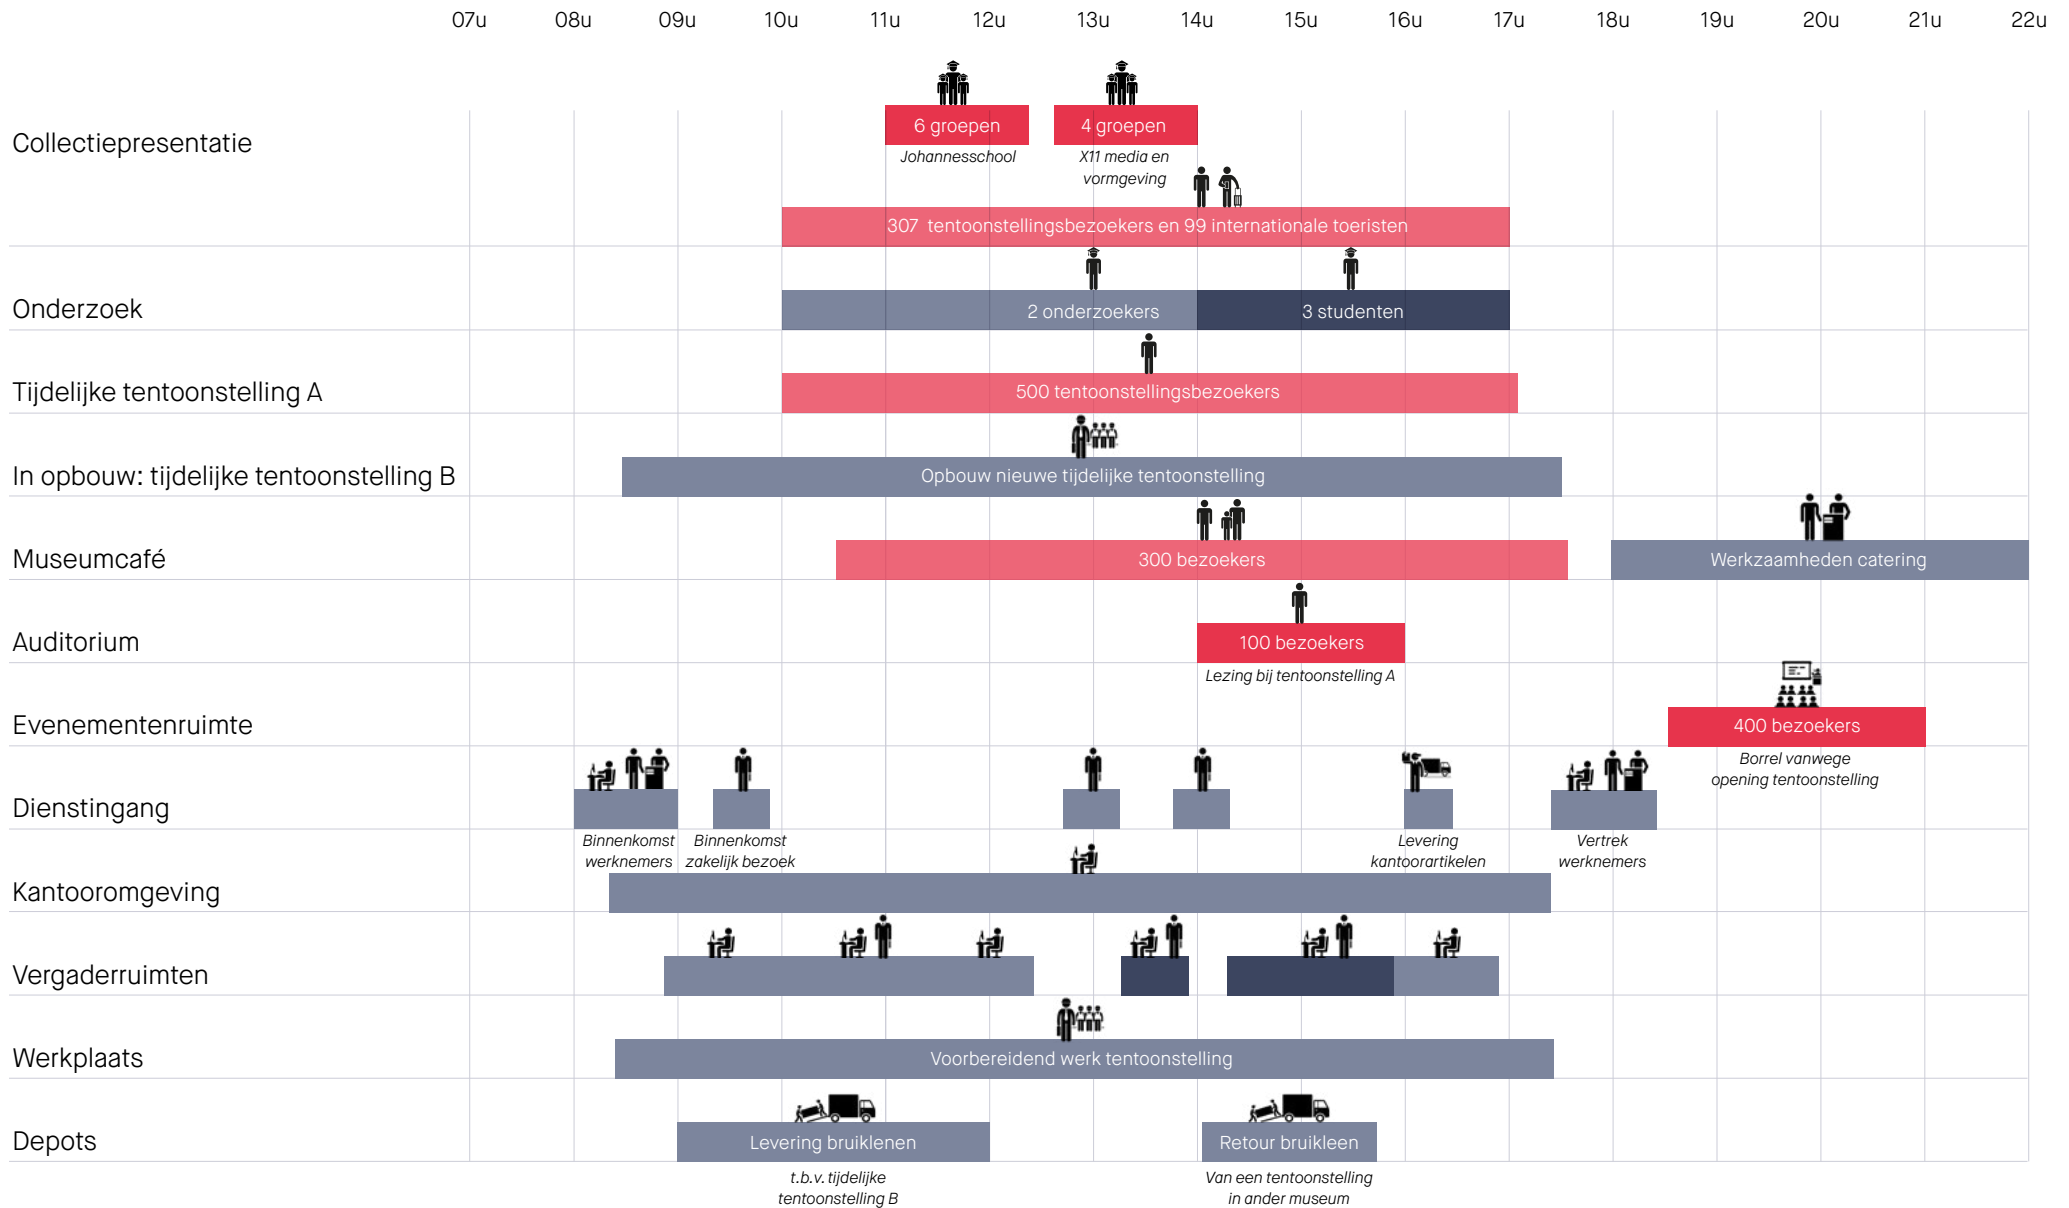 07u 08u 09u 10u 11u 12u 13u 14u 15u 16u 17u 18u 19u 20u 21u 22u
Collectiepresentatie
6 groepen
Johannesschool
4 groepen
X11 media en
vormgeving
307 tentoonstellingsbezoekers en 99 internationale toeristen
Onderzoek
2 onderzoekers
3 studenten
Tijdelijke tentoonstelling A
500 tentoonstellingsbezoekers
In opbouw: tijdelijke tentoonstelling B
Opbouw nieuwe tijdelijke tentoonstelling
Museumcafé
300 bezoekers
Werkzaamheden catering
Auditorium
100 bezoekers
Lezing bij tentoonstelling A
Evenementenruimte
400 bezoekers
Borrel vanwege
opening tentoonstelling
Dienstingang
Binnenkomst
werknemers
Binnenkomst
zakelijk bezoek
Levering
kantoorartikelen
Vertrek
werknemers
Kantooromgeving
Vergaderruimten
Werkplaats
Voorbereidend werk tentoonstelling
Depots
Levering bruiklenen
t.b.v. tijdelijke
tentoonstelling B
Retour bruikleen
Van een tentoonstelling
in ander museum